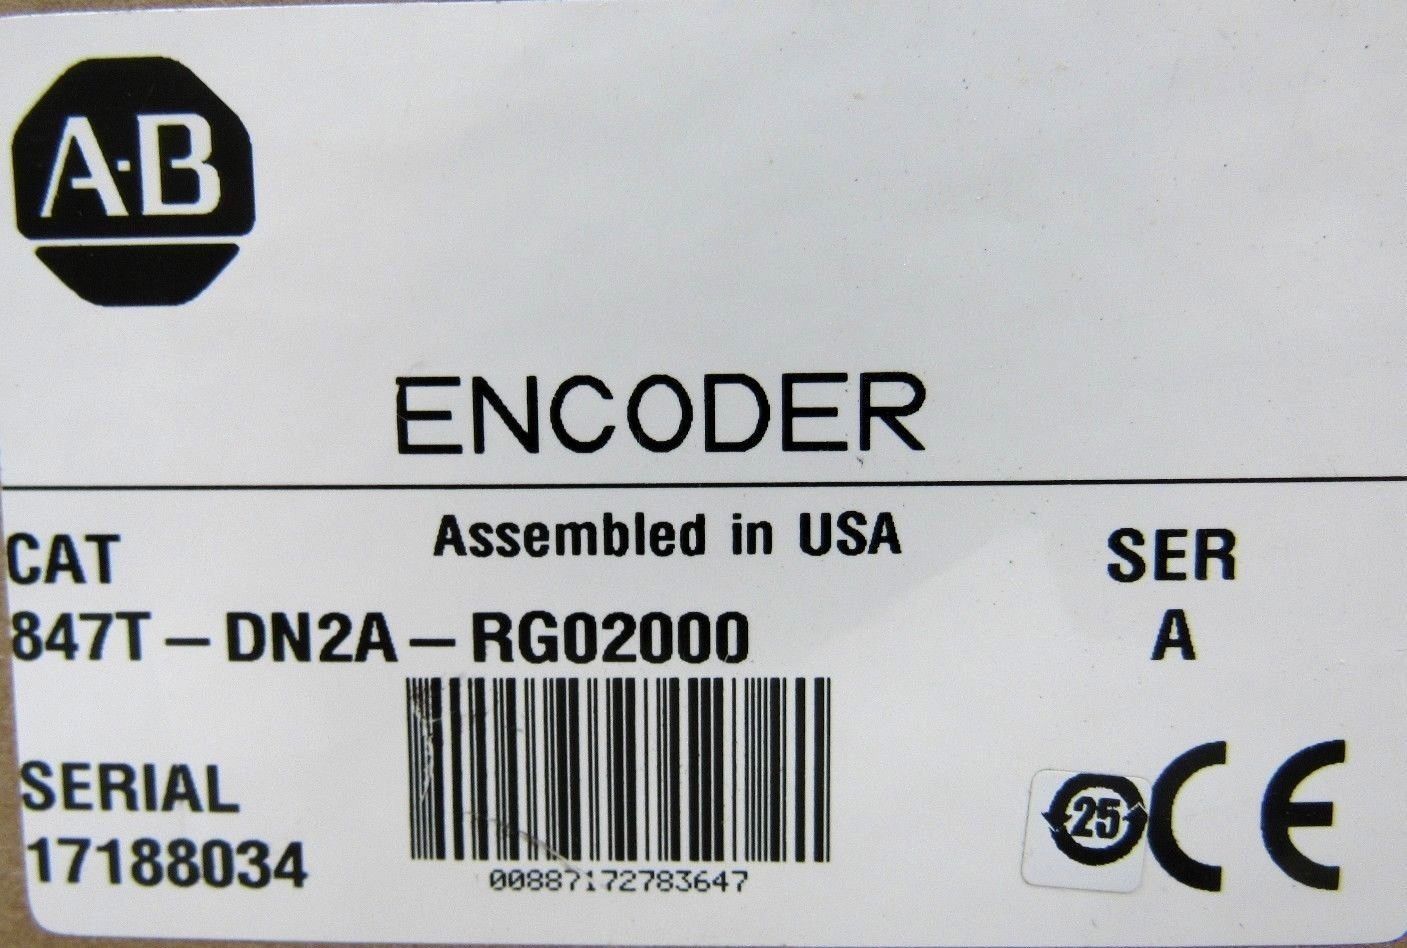 A-B
ENCODER
Assembled in USA
CAT
847T-DN2A-RG02000
SER
A
SERIAL
17188034
00887172783647
25
CE